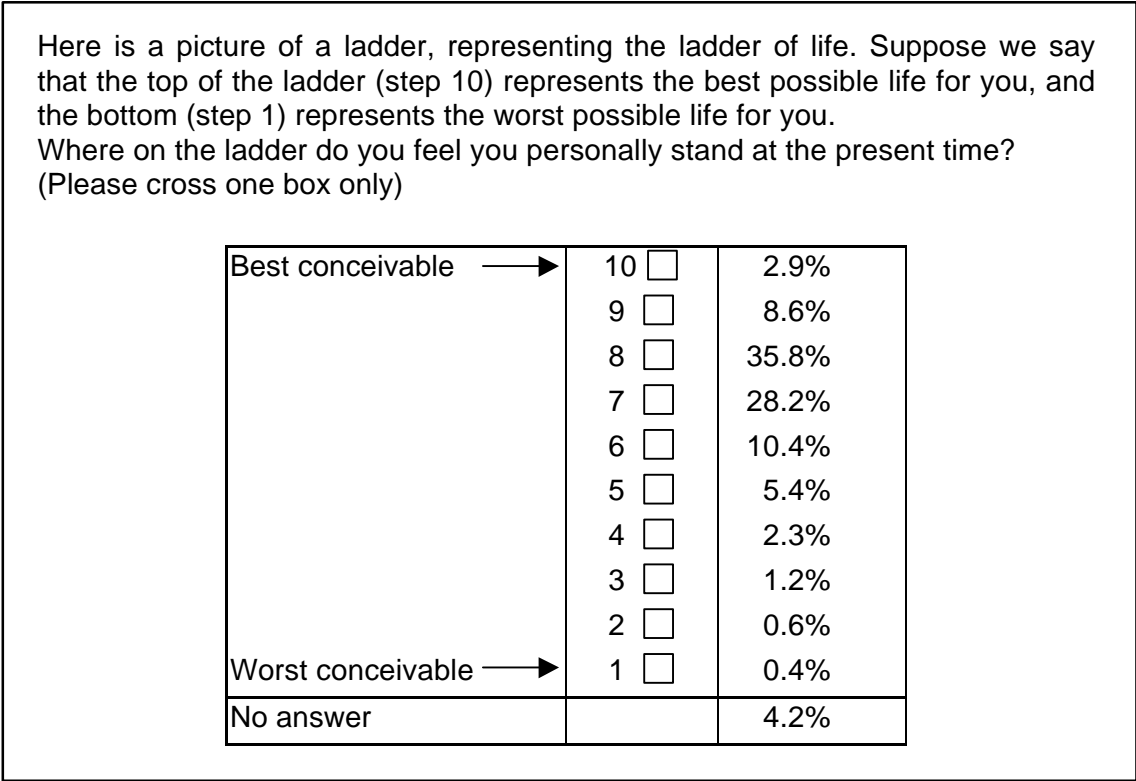 Here is a picture of a ladder, representing the ladder of life. Suppose we say
that the top of the ladder (step 10) represents the best possible life for you, and
the bottom (step 1) represents the worst possible life for you.
Where on the ladder do you feel you personally stand at the present time?
(Please cross one box only)
Best conceivable 10 2.9%
9 8.6%
8 35.8%
7 28.2%
6 10.4%
5 5.4%
4 2.3%
3 1.2%
2 0.6%
Worst conceivable 1 0.4%
No answer 4.2%